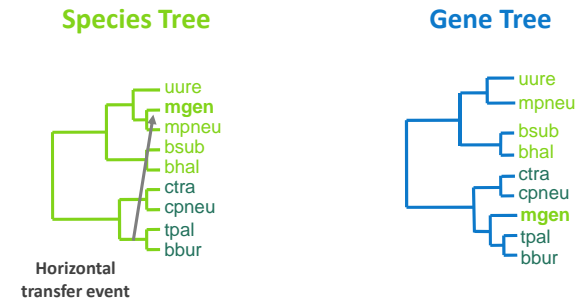 Species Tree
uure
mgen
mpneu
bsub
bhal
ctra
cpneu
tpal
bbur
Horizontal
transfer event
Gene Tree
uure
mpneu
bsub
bhal
ctra
cpneu
mgen
tpal
bbur